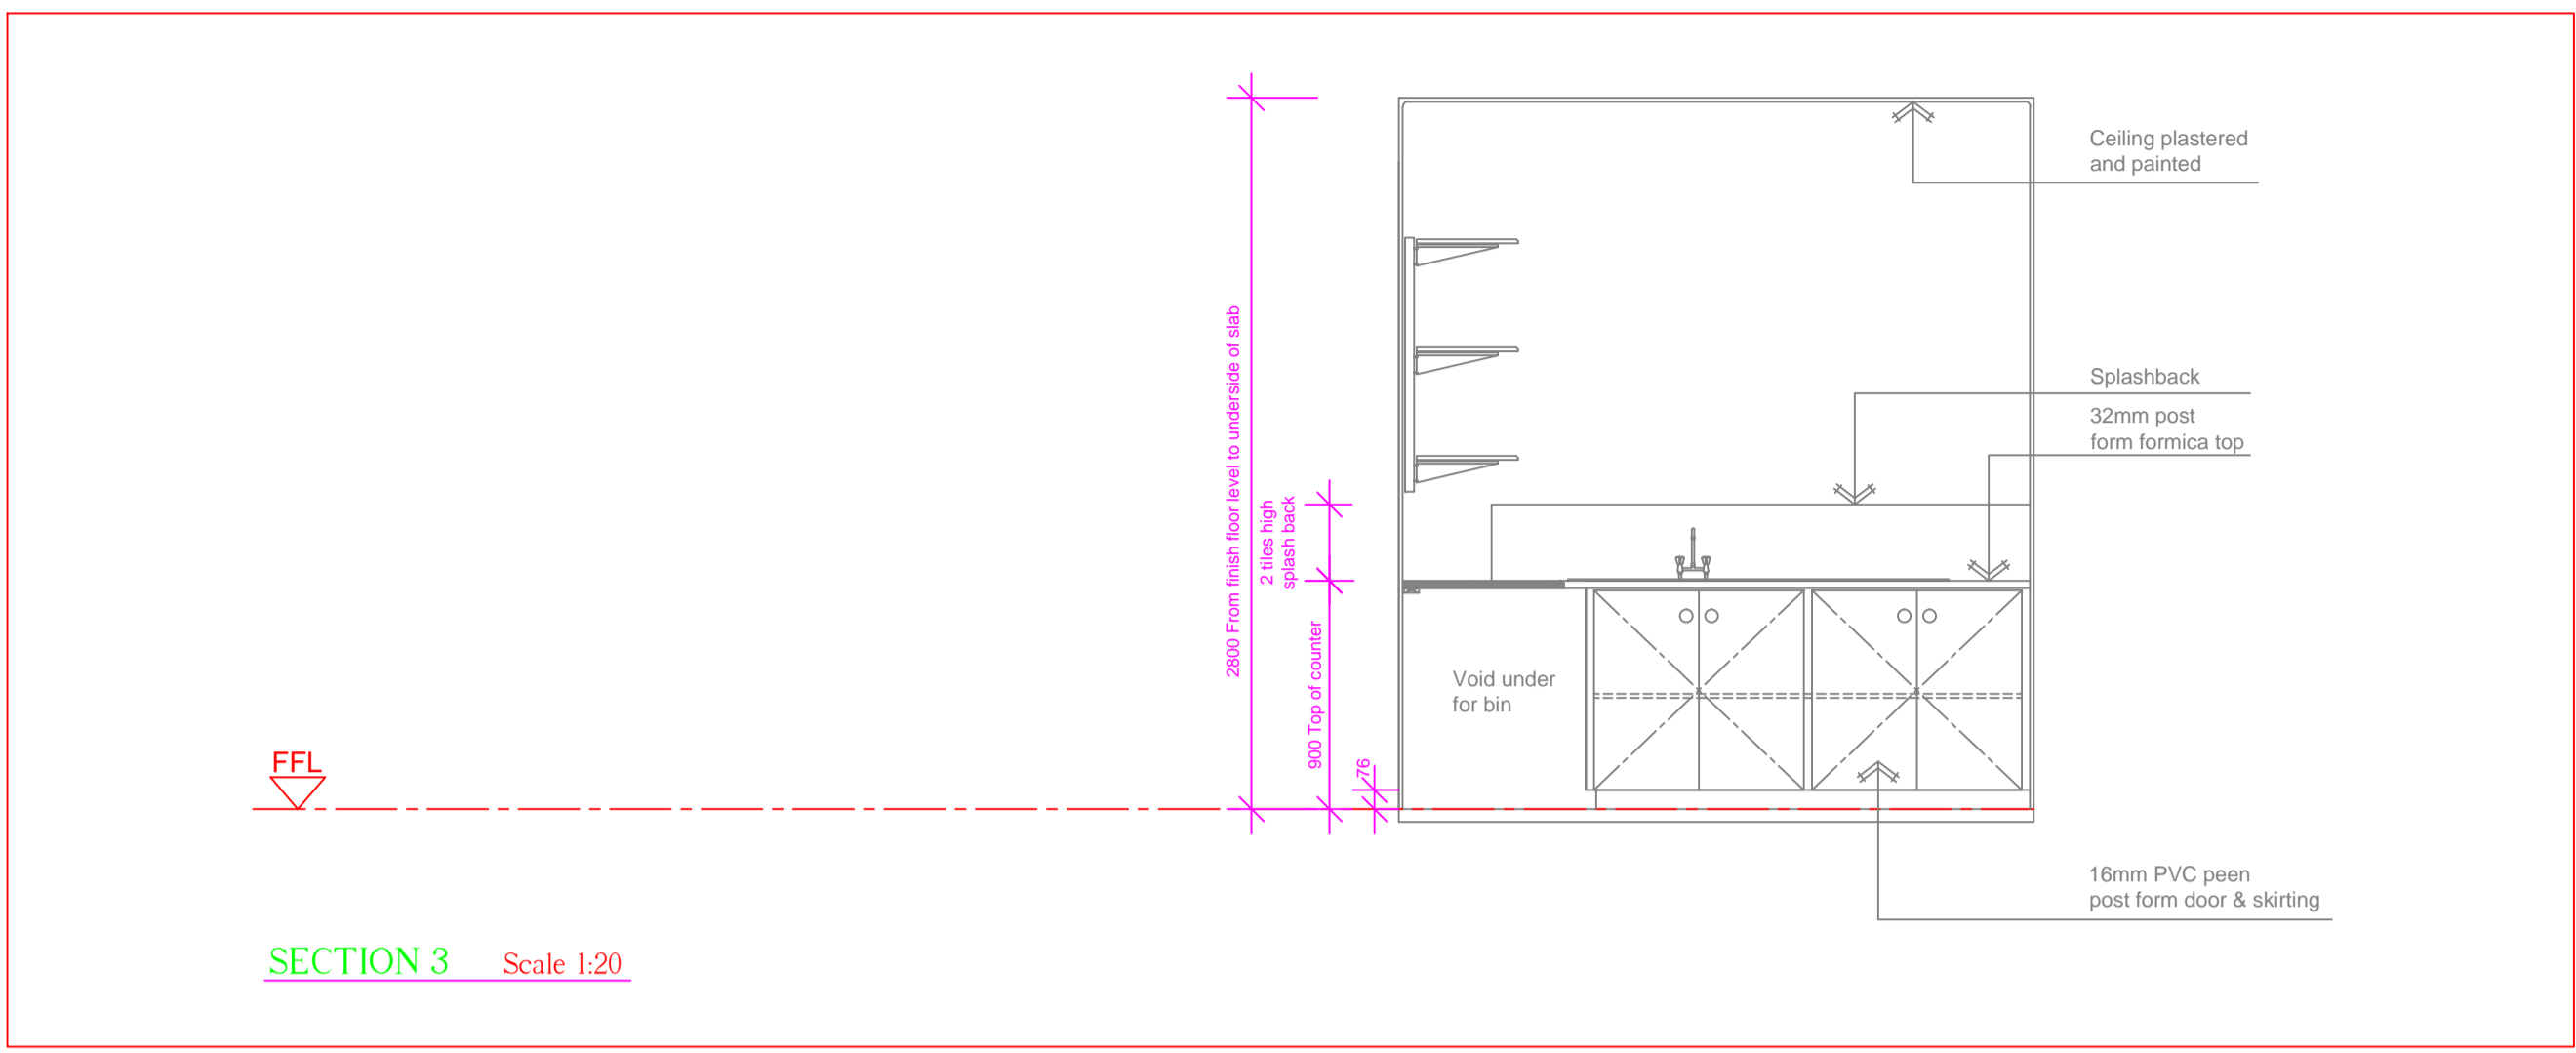 Ceiling plastered
and painted
Splashback
32mm post
form formica top
2800 From finish floor level to underside of slab
2 tiles high
splash back
900 Top of counter
76
Void under
for bin
FFL
16mm PVC peen
post form door & skirting
SECTION 3 Scale 1:20